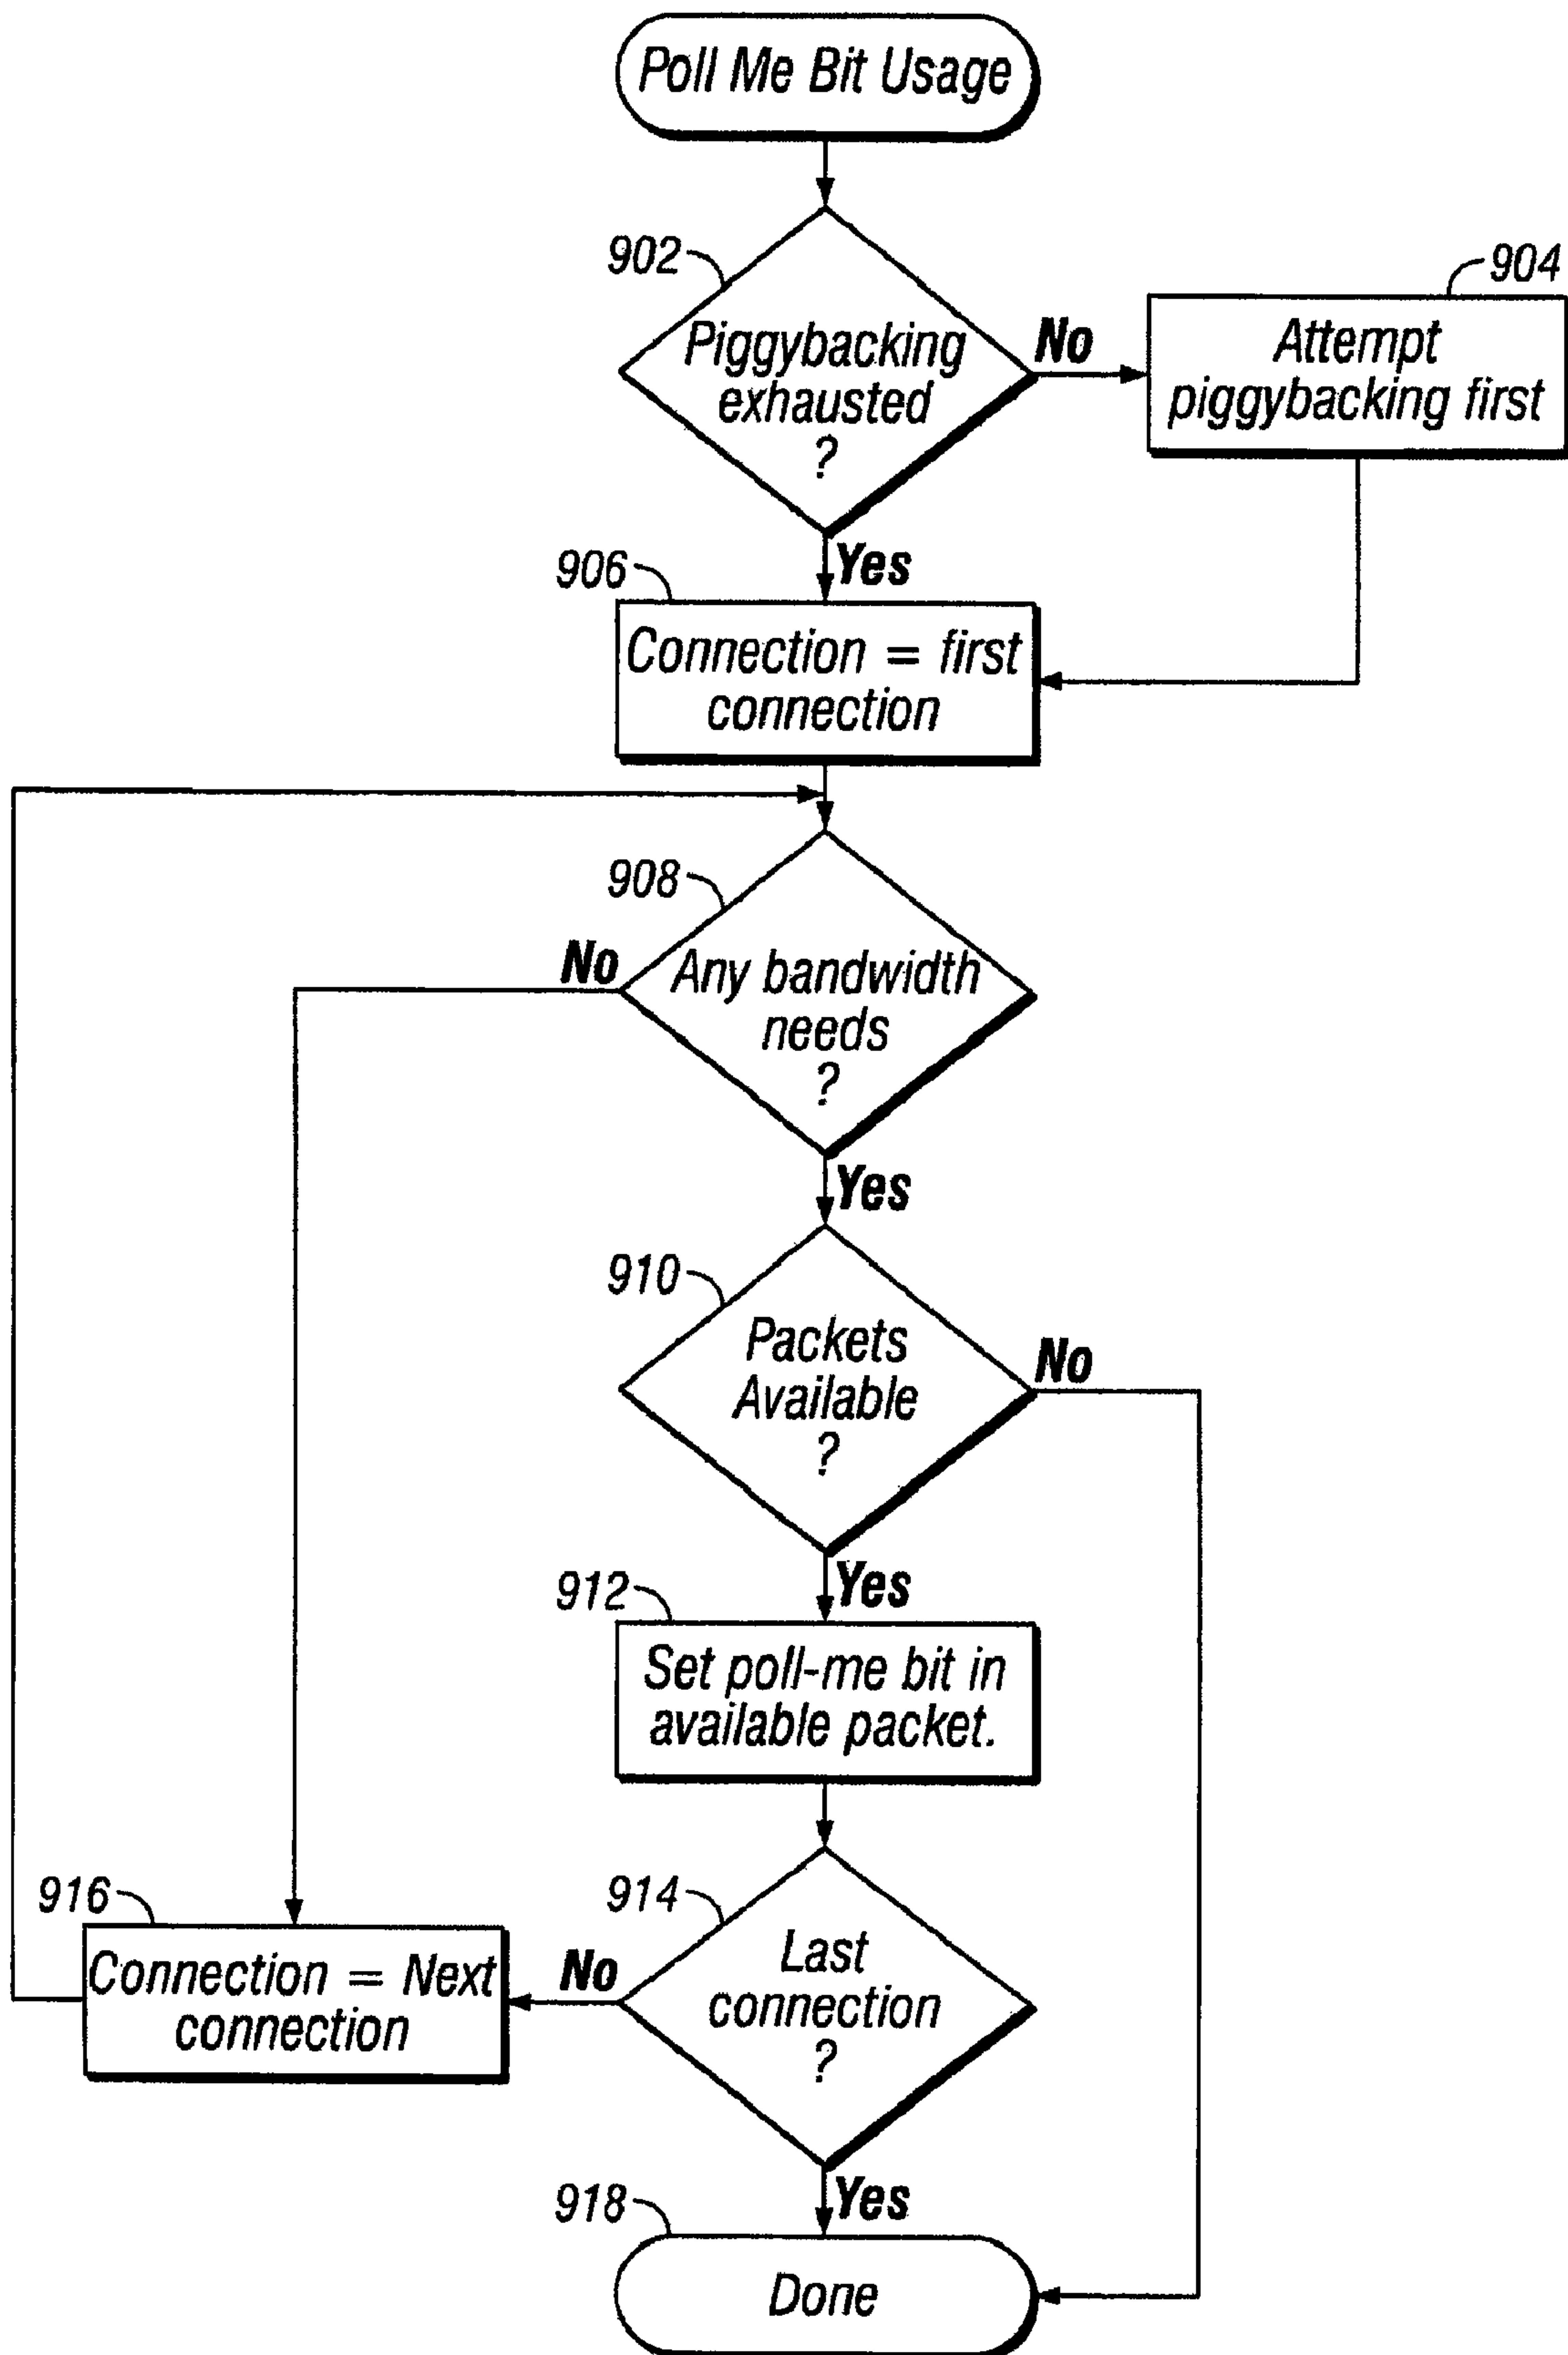 Poll Me Bit Usage
902
Piggybacking
exhausted
?
No
904
Attempt
piggybacking first
Yes
906
Connection = first
connection
908
Any bandwidth
needs
?
No
Yes
910
Packets
Available
?
No
Yes
912
Set poll-me bit in
available packet.
914
Last
connection
?
No
916
Connection = Next
connection
Yes
918
Done